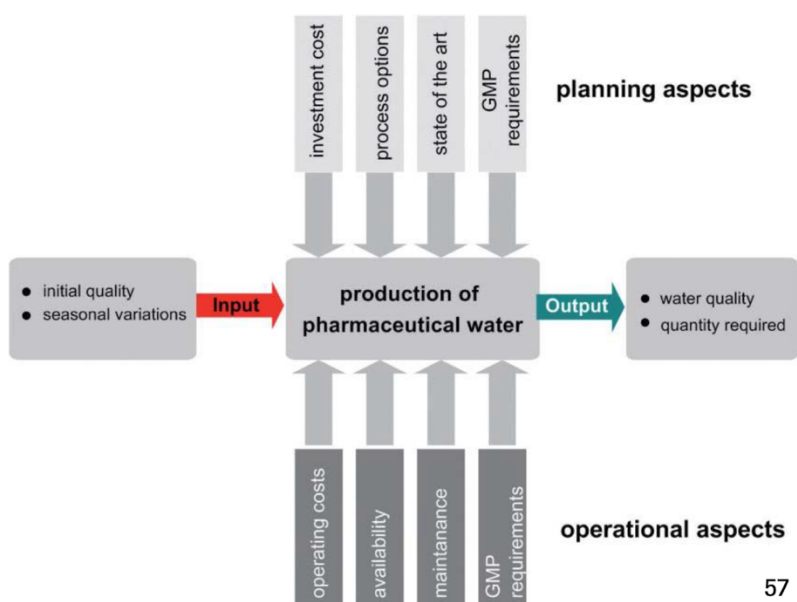 investment cost
process options
state of the art
GMP
requirements
planning aspects
● initial quality
● seasonal variations
Input
production of
pharmaceutical water
Output
● water quality
● quantity required
operating costs
availability
maintanance
GMP
requirements
operational aspects
57